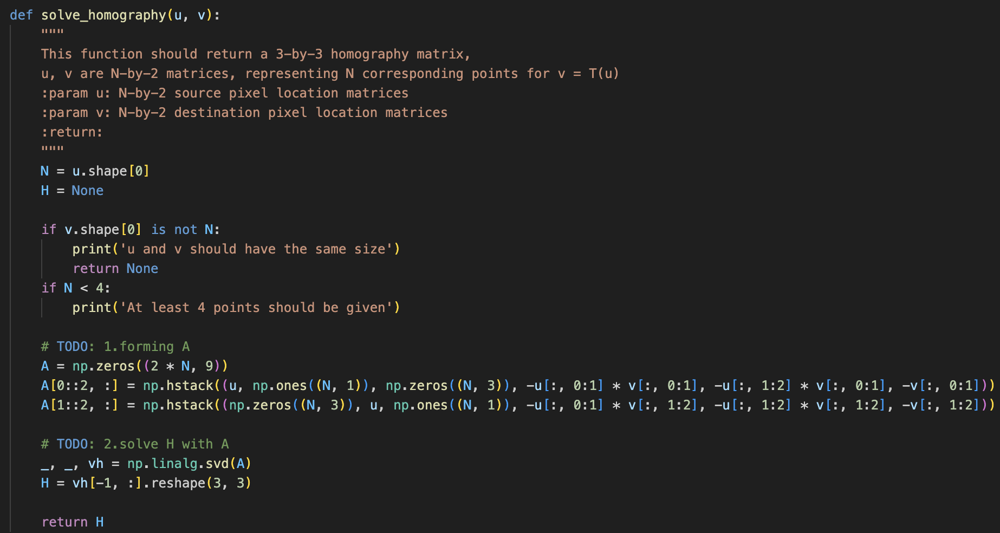 def solve_homography(u, v):
    """
    This function should return a 3-by-3 homography matrix,
    u, v are N-by-2 matrices, representing N corresponding points for v = T(u)
    :param u: N-by-2 source pixel location matrices
    :param v: N-by-2 destination pixel location matrices
    :return:
    """
    N = u.shape[0]
    H = None
    if v.shape[0] is not N:
        print('u and v should have the same size')
        return None
    if N < 4:
        print('At least 4 points should be given')
    # TODO: 1.forming A
    A = np.zeros((2 * N, 9))
    A[0::2, :] = np.hstack((u, np.ones((N, 1)), np.zeros((N, 3)), -u[:, 0:1] * v[:, 0:1], -u[:, 1:2] * v[:, 0:1], -v[:, 0:1]))
    A[1::2, :] = np.hstack((np.zeros((N, 3)), u, np.ones((N, 1)), -u[:, 0:1] * v[:, 1:2], -u[:, 1:2] * v[:, 1:2], -v[:, 1:2]))
    # TODO: 2.solve H with A
    _, _, vh = np.linalg.svd(A)
    H = vh[-1, :].reshape(3, 3)
    return H